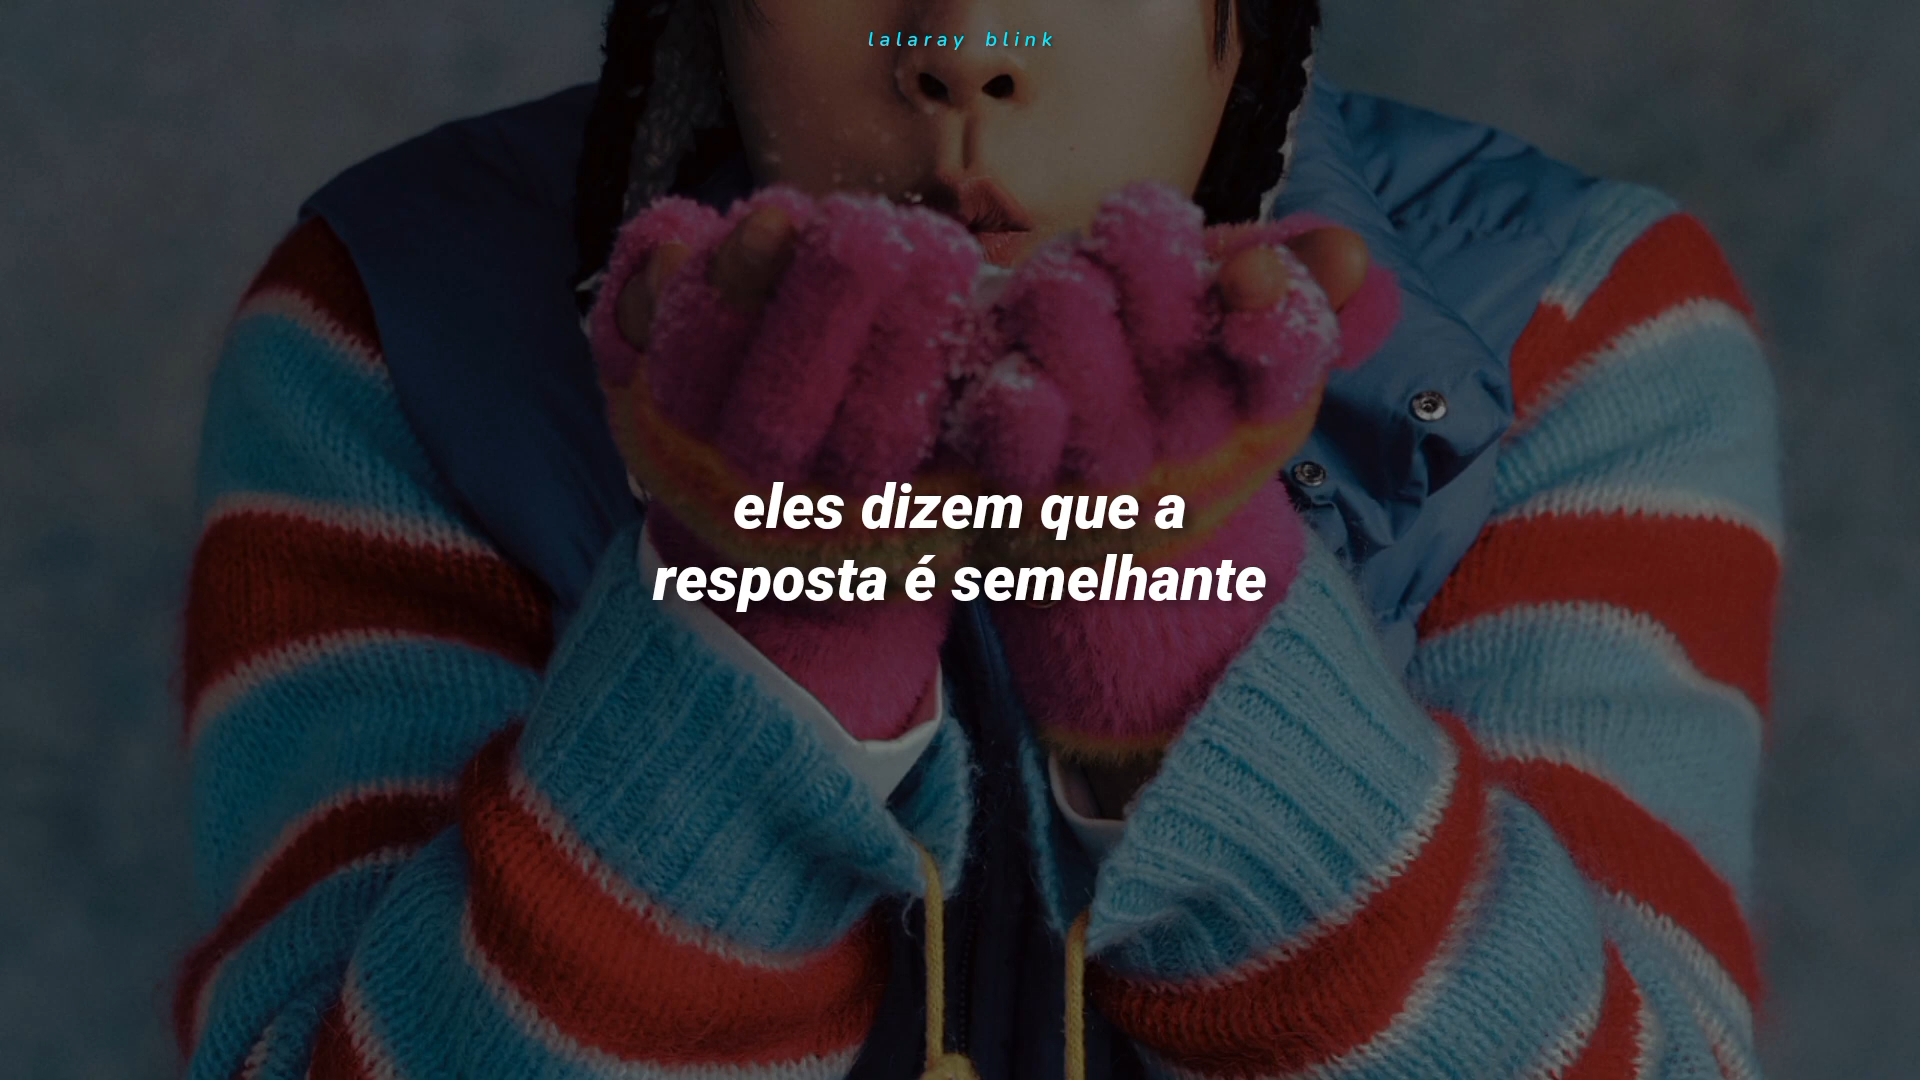 lalaray blink
eles dizem que a
resposta é semelhante